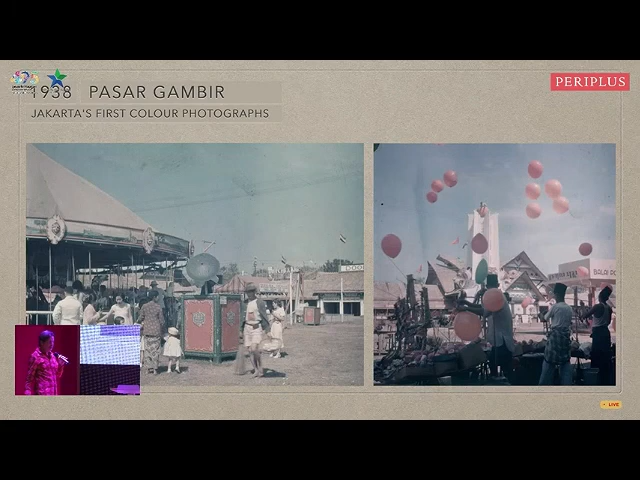 1938 PASAR GAMBIR
JAKARTA'S FIRST COLOUR PHOTOGRAPHS
PERIPLUS
LIVE